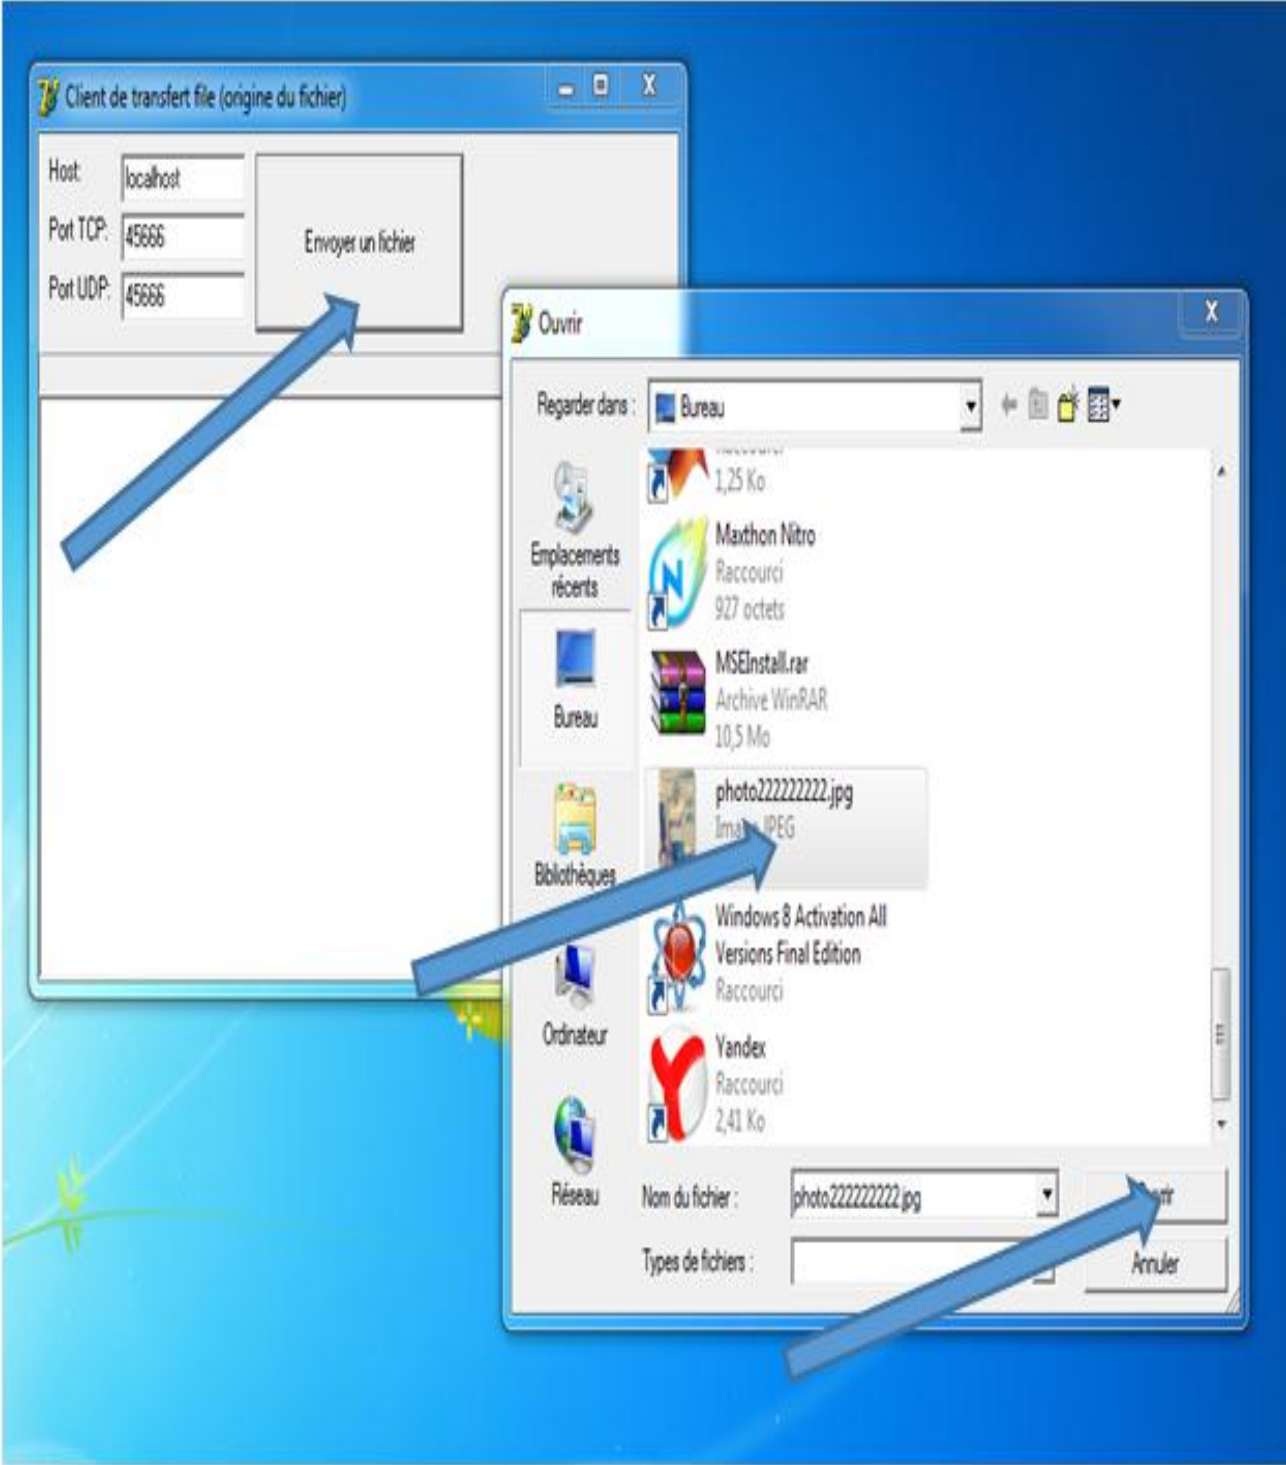 Client de transfert file (origine du fichier)
Host:
localhost
Port TCP:
45666
Port UDP:
45666
Envoyer un fichier
Ouvrir
Regarder dans :
Bureau
1,25 Ko
Maxthon Nitro
Raccourci
927 octets
MSEInstall.rar
Archive WinRAR
10,5 Mo
photo222222222.jpg
JPEG
Windows 8 Activation All
Versions Final Edition
Raccourci
Yandex
Raccourci
2,41 Ko
Emplacements
récents
Bureau
Bibliothèques
Ordinateur
Réseau
Nom du fichier :
photo222222222.jpg
Types de fichiers :
Annuler